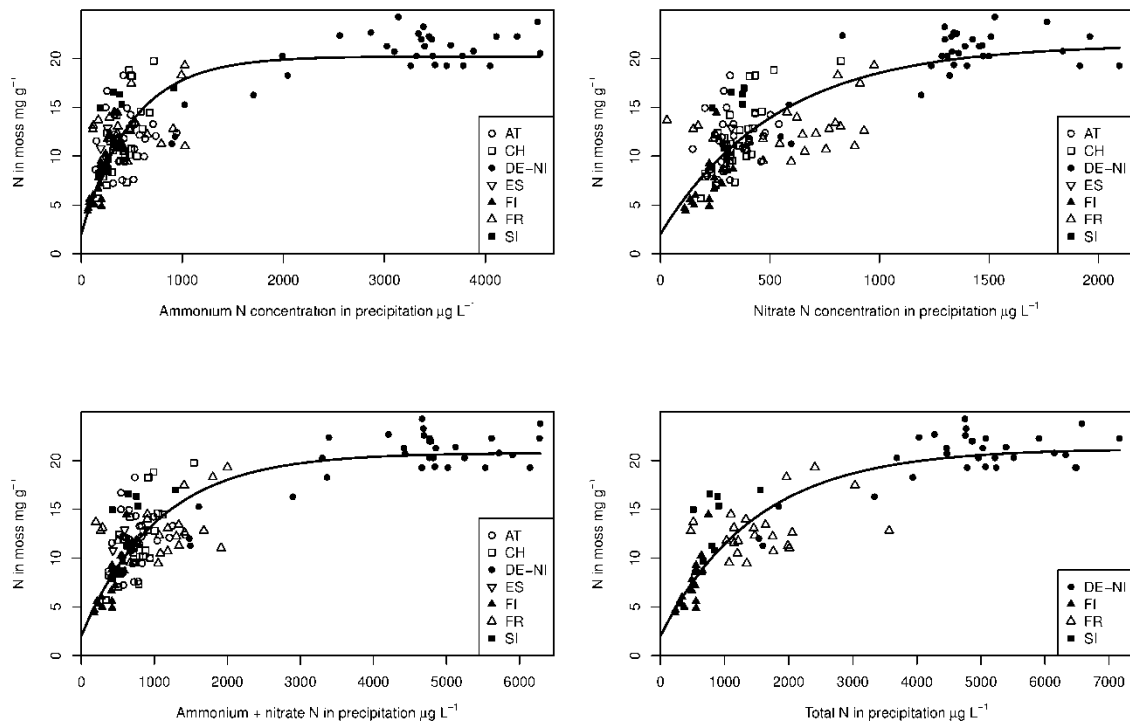 N in moss mg g⁻¹
0 5 10 15 20
0 1000 2000 3000 4000
Ammonium N concentration in precipitation µg L⁻¹
AT
CH
DE−NI
ES
FI
FR
SI
N in moss mg g⁻¹
0 5 10 15 20
0 500 1000 1500 2000
Nitrate N concentration in precipitation µg L⁻¹
AT
CH
DE−NI
ES
FI
FR
SI
N in moss mg g⁻¹
0 5 10 15 20
0 1000 2000 3000 4000 5000 6000
Ammonium + nitrate N in precipitation µg L⁻¹
AT
CH
DE−NI
ES
FI
FR
SI
N in moss mg g⁻¹
0 5 10 15 20
0 1000 2000 3000 4000 5000 6000 7000
Total N in precipitation µg L⁻¹
DE−NI
FI
FR
SI